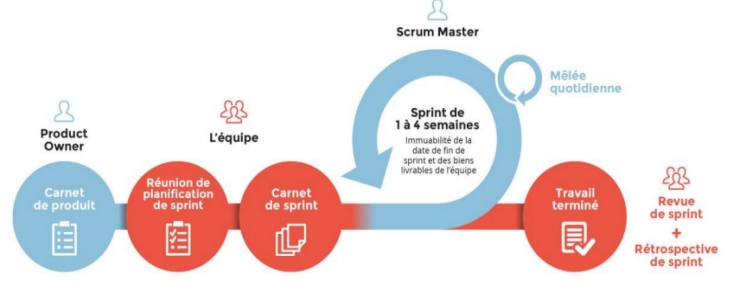 Scrum Master
Mêlée
quotidienne
Product
Owner
L'équipe
Sprint de
1 à 4 semaines
Immuabilité de la
date de fin de
sprint et des biens
livrables de l'équipe
Carnet
de produit
Réunion de
planification
de sprint
Carnet
de sprint
Travail
terminé
Revue
de sprint
+
Rétrospective
de sprint